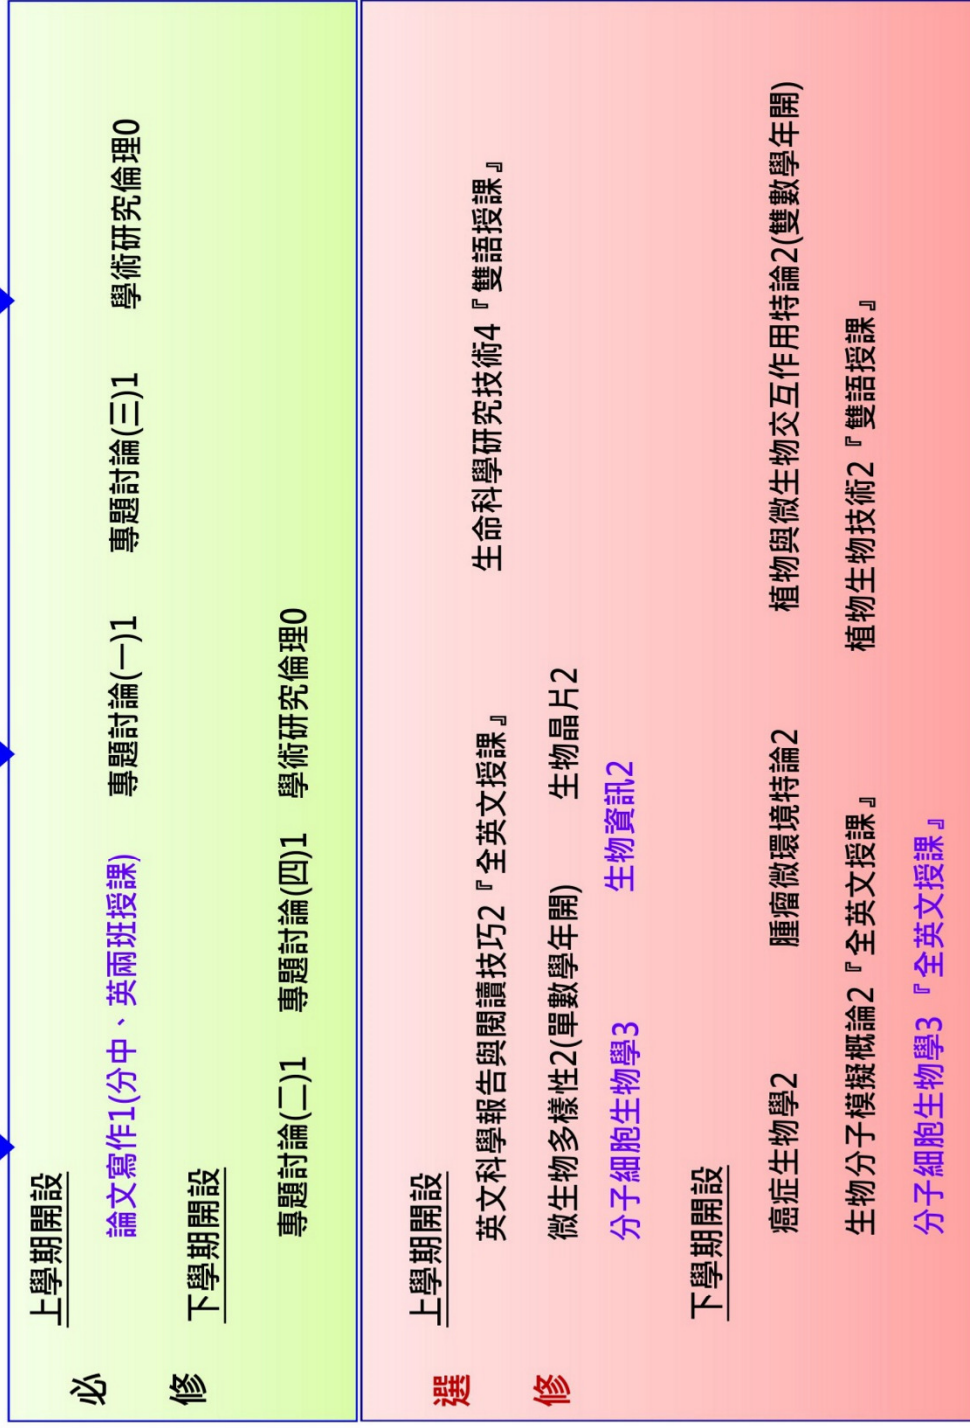 必
修
上學期開設
論文寫作1(分中、英兩班授課) 專題討論(一)1 專題討論(三)1 學術研究倫理0
下學期開設
專題討論(二)1 專題討論(四)1 學術研究倫理0
選
修
上學期開設
英文科學報告與閱讀技巧2『全英文授課』 生命科學研究技術4『雙語授課』
微生物多樣性2(單數學年開) 生物晶片2
分子細胞生物學3 生物資訊2
下學期開設
癌症生物學2 腫瘤微環境特論2 植物與微生物交互作用特論2(雙數學年開)
生物分子模擬概論2『全英文授課』 植物生物技術2『雙語授課』
分子細胞生物學3『全英文授課』